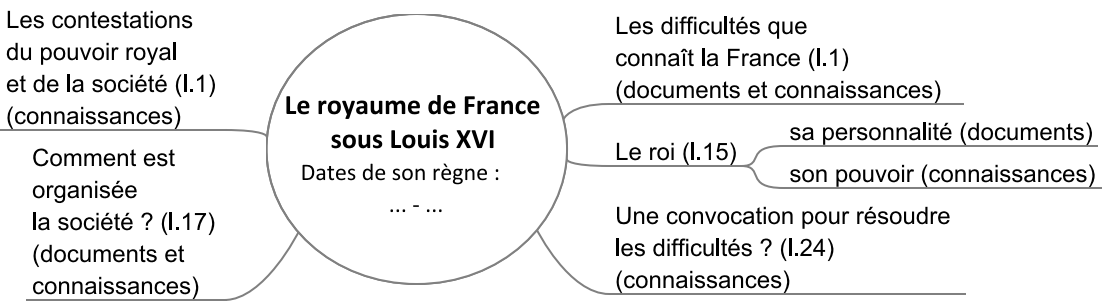 Les contestations
du pouvoir royal
et de la société (l.1)
(connaissances)
Comment est
organisée
la société ? (l.17)
(documents et
connaissances)
Le royaume de France
sous Louis XVI
Dates de son règne :
... - ...
Les difficultés que
connaît la France (l.1)
(documents et connaissances)
Le roi (l.15)
sa personnalité (documents)
son pouvoir (connaissances)
Une convocation pour résoudre
les difficultés ? (l.24)
(connaissances)